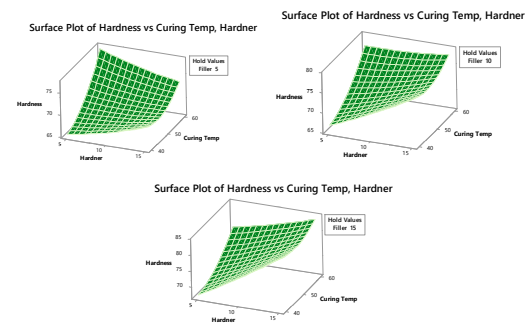 Surface Plot of Hardness vs Curing Temp, Hardner
Hold Values
Filler 5
75
Hardness
70
65
5
10
15
Hardner
40
50
60
Curing Temp
Surface Plot of Hardness vs Curing Temp, Hardner
Hold Values
Filler 10
80
75
Hardness
70
65
5
10
15
Hardner
40
50
60
Curing Temp
Surface Plot of Hardness vs Curing Temp, Hardner
Hold Values
Filler 15
85
80
Hardness
75
70
5
10
15
Hardner
40
50
60
Curing Temp